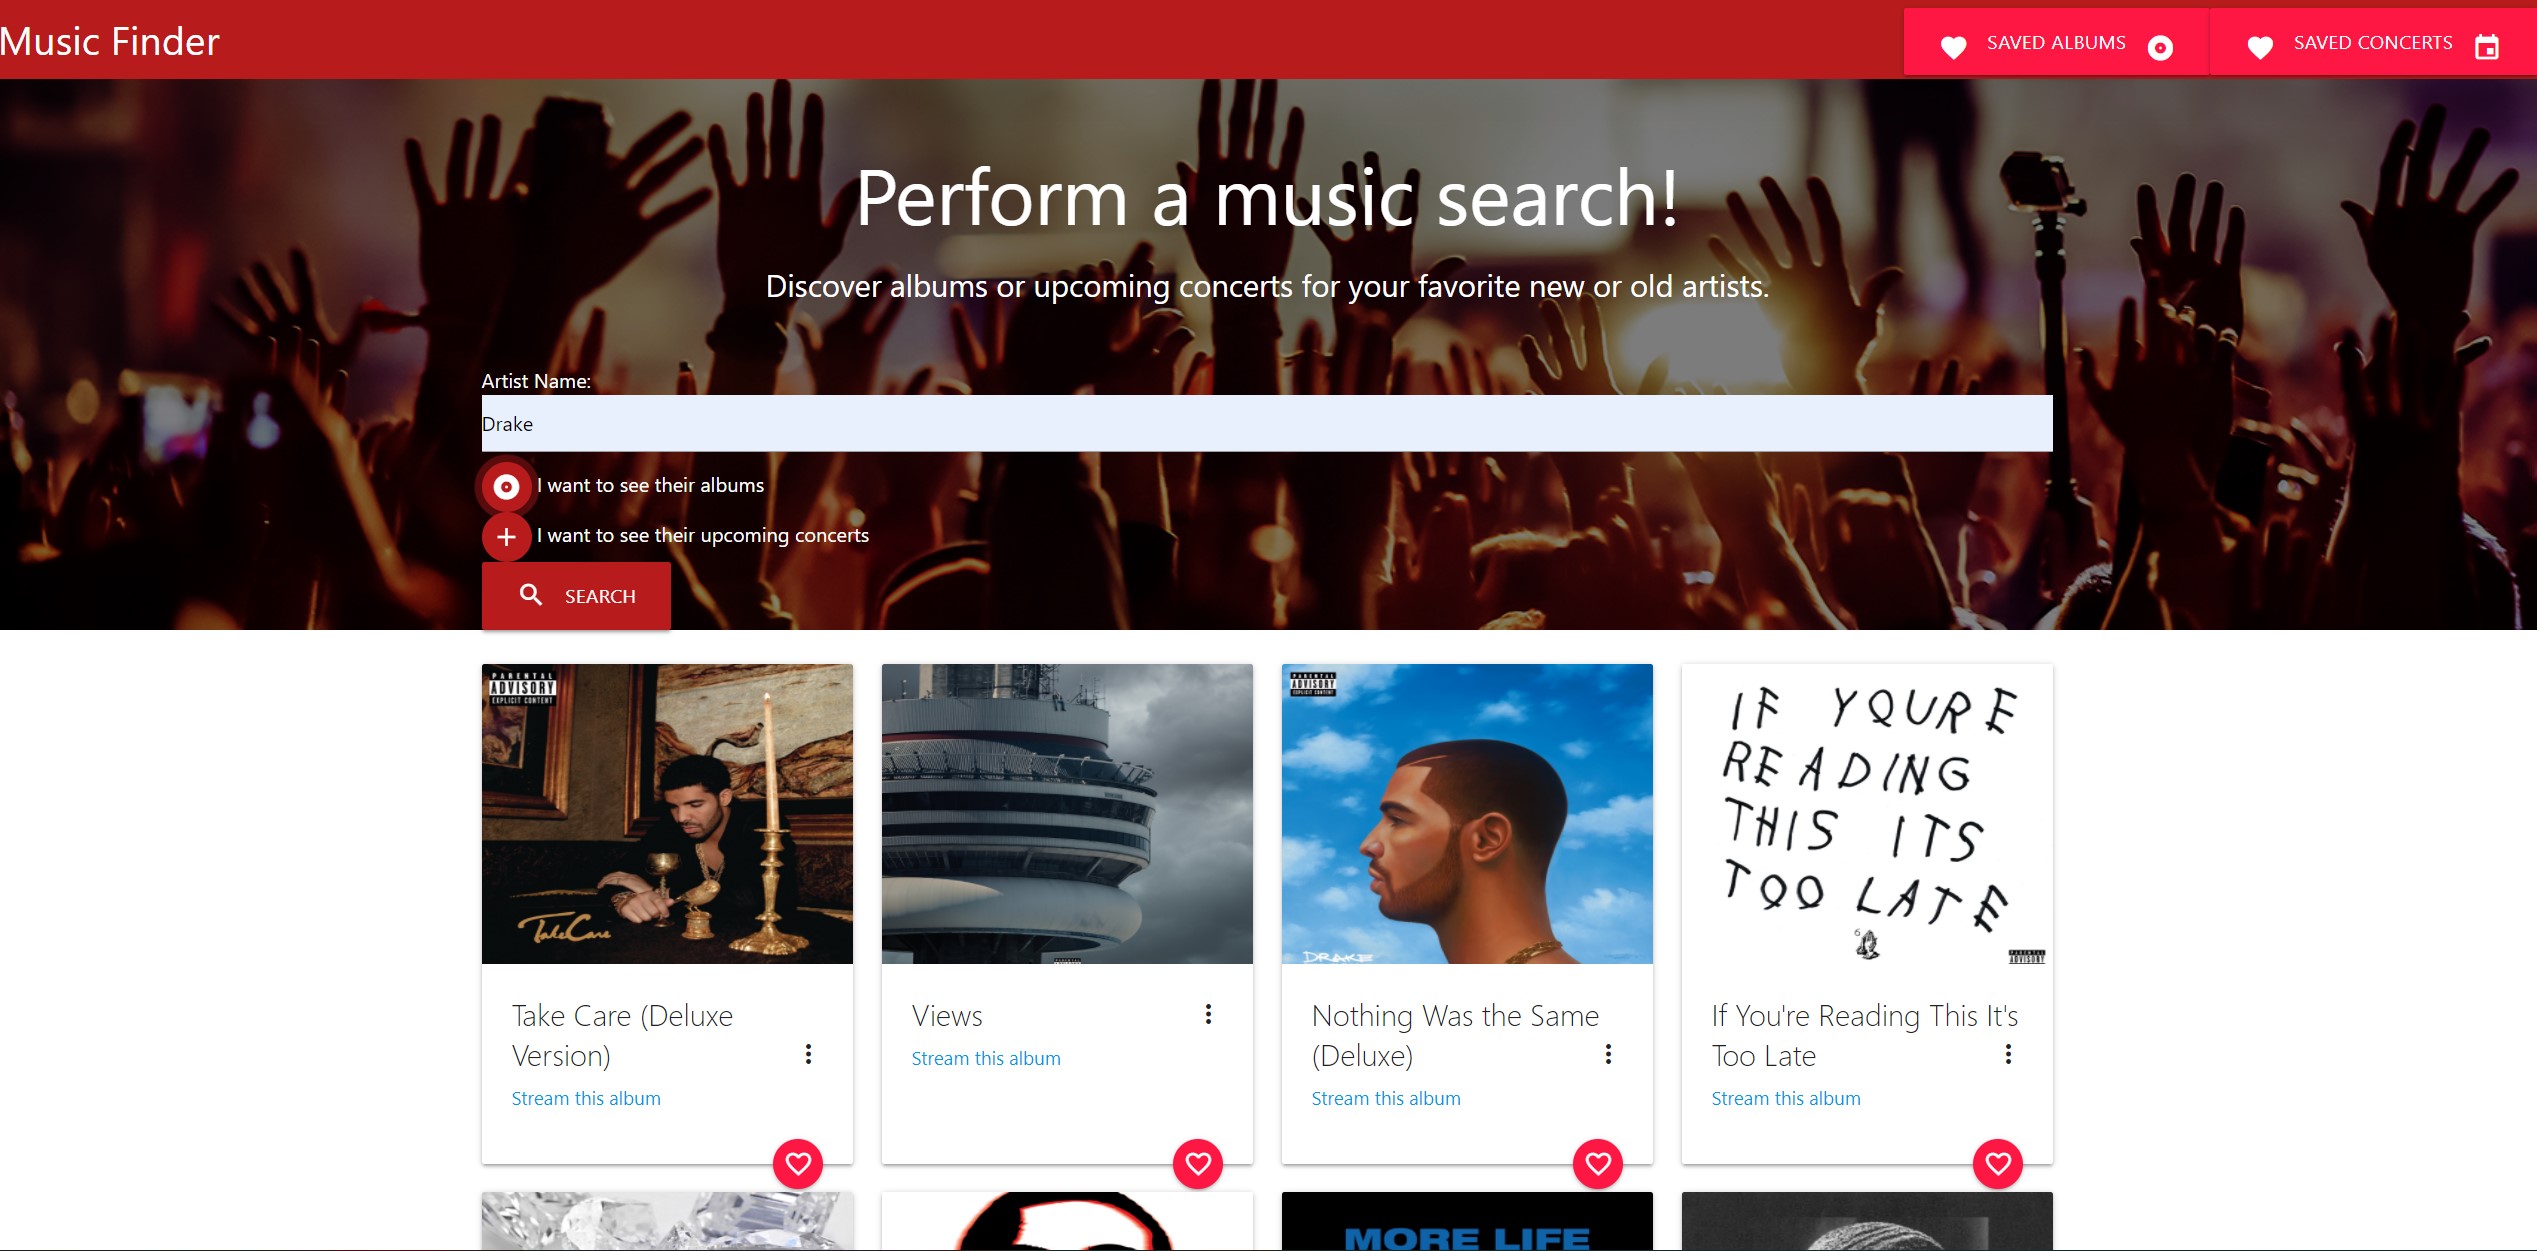 Music Finder
SAVED ALBUMS
SAVED CONCERTS
Perform a music search!
Discover albums or upcoming concerts for your favorite new or old artists.
Artist Name:
Drake
I want to see their albums
I want to see their upcoming concerts
SEARCH
PARENTAL
ADVISORY
EXPLICIT CONTENT
TakeCare
PARENTAL
ADVISORY
EXPLICIT CONTENT
DRAKE
IF YOURE
READING
THIS ITS
TOO LATE
6
PARENTAL
ADVISORY
Take Care (Deluxe
Version)
Stream this album
Views
Stream this album
Nothing Was the Same
(Deluxe)
Stream this album
If You're Reading This It's
Too Late
Stream this album
MORE LIFE